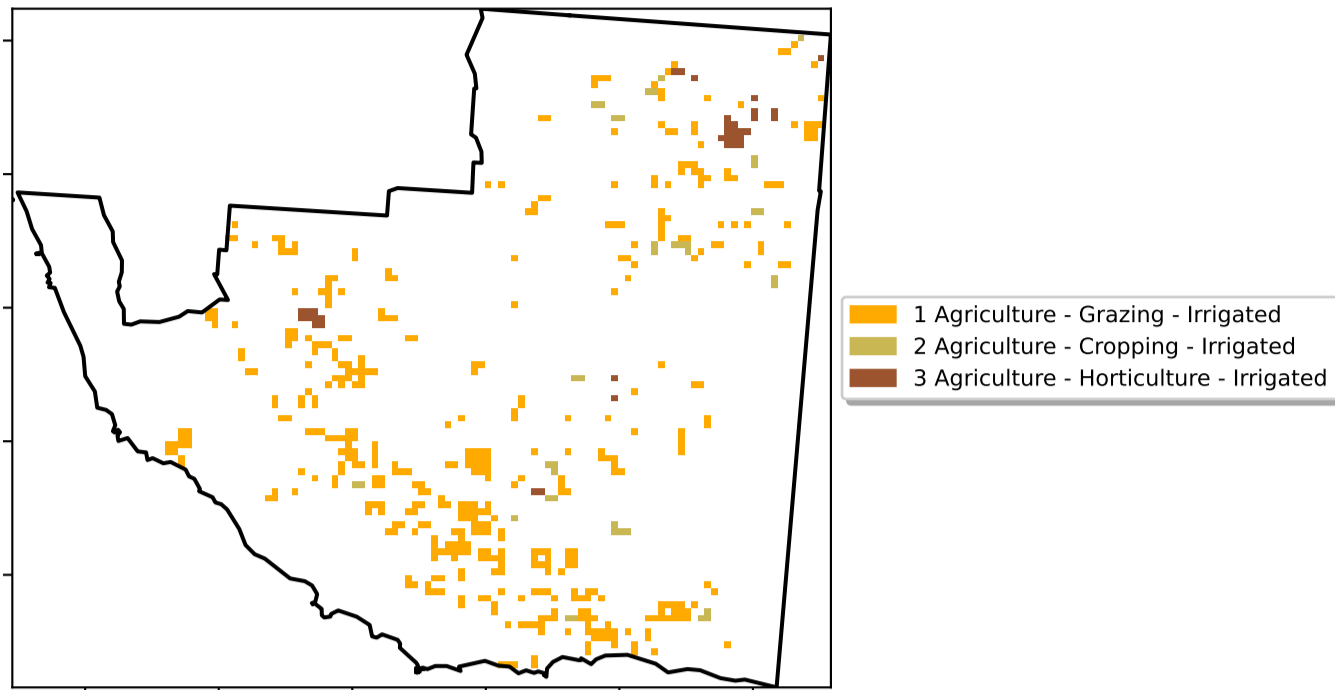 1 Agriculture - Grazing - Irrigated
2 Agriculture - Cropping - Irrigated
3 Agriculture - Horticulture - Irrigated